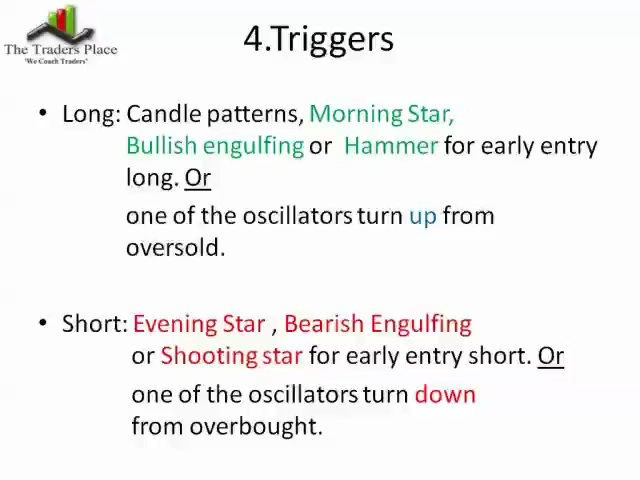 The Traders Place
"We Coach Traders"
4.Triggers
• Long: Candle patterns, Morning Star,
Bullish engulfing or Hammer for early entry
long. Or
one of the oscillators turn up from
oversold.
• Short: Evening Star , Bearish Engulfing
or Shooting star for early entry short. Or
one of the oscillators turn down
from overbought.